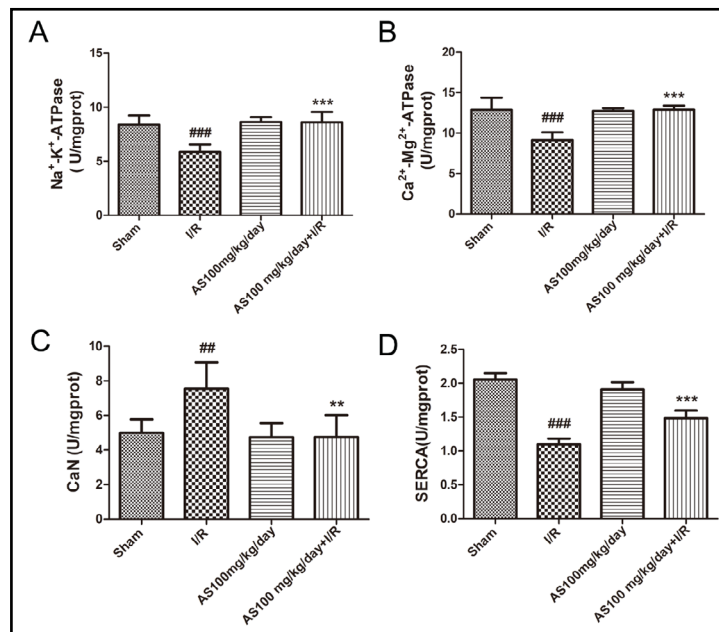 A
Na+-K+-ATPase
( U/mgprot)
15
10
5
0
###
***
Sham
I/R
AS100mg/kg/day
AS100 mg/kg/day+I/R
B
Ca2+-Mg2+-ATPase
(U/mgprot)
20
15
10
5
0
###
***
Sham
I/R
AS100mg/kg/day
AS100 mg/kg/day+I/R
C
CaN (U/mgprot)
10
8
6
4
2
0
##
**
Sham
I/R
AS100mg/kg/day
AS100 mg/kg/day+I/R
D
SERCA(U/mgprot)
2.5
2.0
1.5
1.0
0.5
0.0
###
***
Sham
I/R
AS100mg/kg/day
AS100 mg/kg/day+I/R